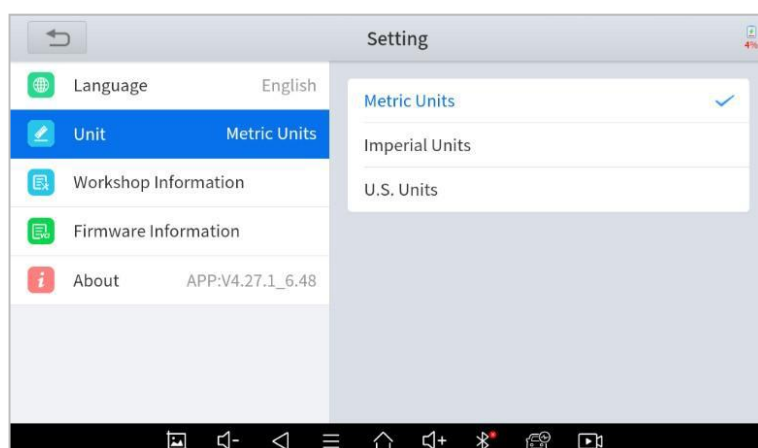 Setting
4%
Language English
Unit Metric Units
Workshop Information
Firmware Information
About APP:V4.27.1_6.48
Metric Units
Imperial Units
U.S. Units